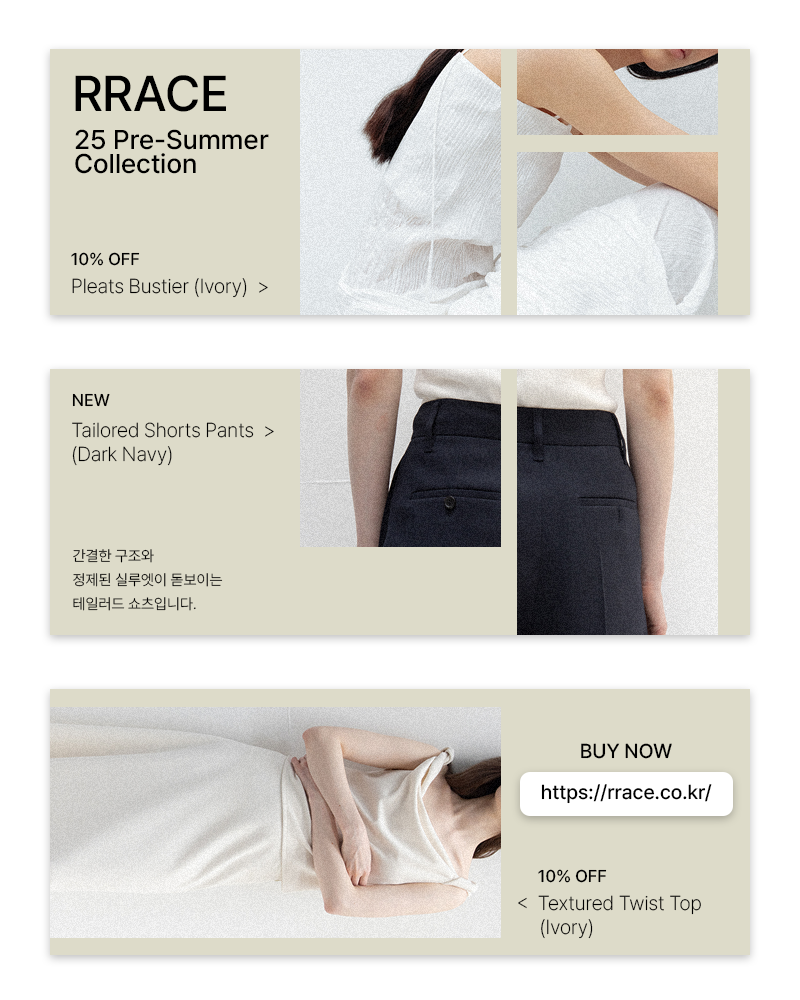 RRACE
25 Pre-Summer
Collection
10% OFF
Pleats Bustier (Ivory) >
NEW
Tailored Shorts Pants >
(Dark Navy)
간결한 구조와
정제된 실루엣이 돋보이는
테일러드 쇼츠입니다.
BUY NOW
https://rrace.co.kr/
10% OFF
< Textured Twist Top
(Ivory)